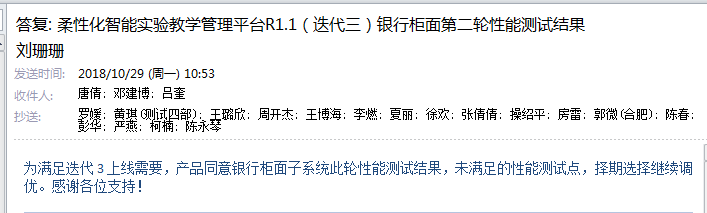 答复: 柔性化智能实验教学管理平台R1.1（迭代三）银行柜面第二轮性能测试结果
刘珊珊
发送时间: 2018/10/29 (周一) 10:53
收件人: 唐倩; 邓建博; 吕奎
抄送: 罗媛; 黄琪(测试四部); 王璐欣; 周开杰; 王博海; 李燃; 夏丽; 徐欢; 张倩倩; 操绍平; 房雷; 郭微(合肥); 陈春;
彭华; 严燕; 柯楠; 陈永琴
为满足迭代 3 上线需要，产品同意银行柜面子系统此轮性能测试结果，未满足的性能测试点，择期选择继续调
优。感谢各位支持！